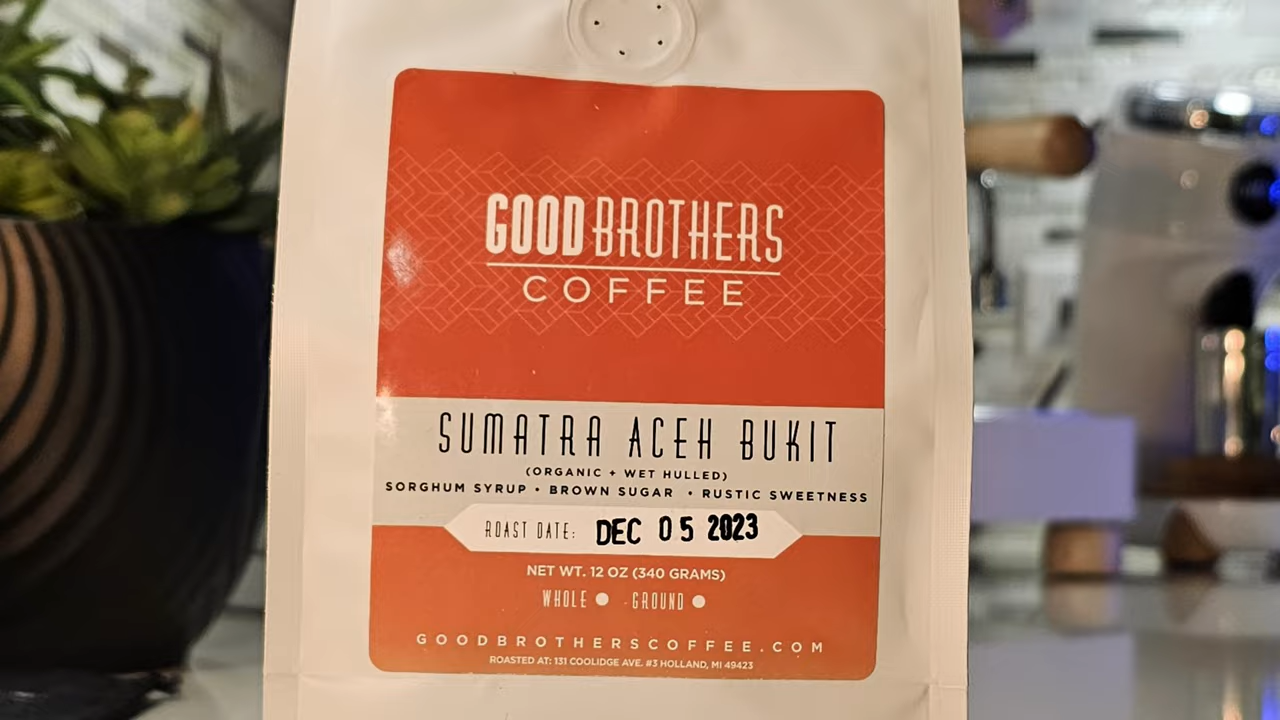 GOOD BROTHERS
COFFEE
SUMATRA ACEH BUKIT
(ORGANIC + WET HULLED)
SORGHUM SYRUP • BROWN SUGAR • RUSTIC SWEETNESS
ROAST DATE: DEC 05 2023
NET WT. 12 OZ (340 GRAMS)
WHOLE GROUND
GOODBROTHERSCOFFEE.COM
ROASTED AT: 131 COOLIDGE AVE. #3 HOLLAND, MI 49423